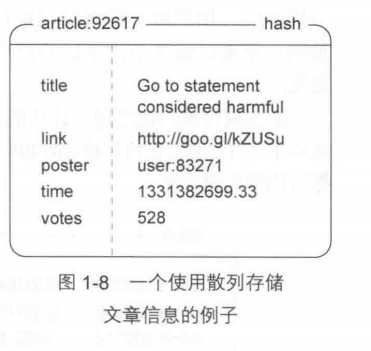 article:92617 hash
title Go to statement
considered harmful
link http://goo.gl/kZUSu
poster user:83271
time 1331382699.33
votes 528
图 1-8 一个使用散列存储
文章信息的例子